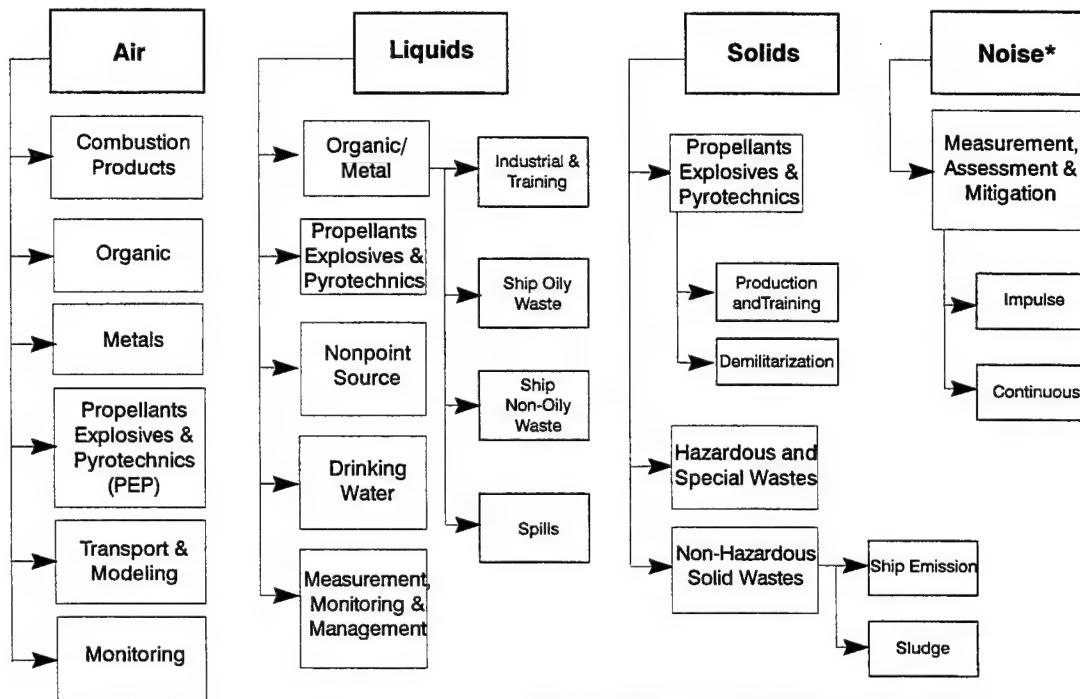 Air
Combustion
Products
Organic
Metals
Propellants
Explosives &
Pyrotechnics
(PEP)
Transport &
Modeling
Monitoring
Liquids
Organic/
Metal
Industrial &
Training
Ship Oily
Waste
Ship
Non-Oily
Waste
Spills
Propellants
Explosives &
Pyrotechnics
Nonpoint
Source
Drinking
Water
Measurement,
Monitoring &
Management
Solids
Propellants
Explosives &
Pyrotechnics
Production
andTraining
Demilitarization
Hazardous and
Special Wastes
Non-Hazardous
Solid Wastes
Ship Emission
Sludge
Noise*
Measurement,
Assessment &
Mitigation
Impulse
Continuous